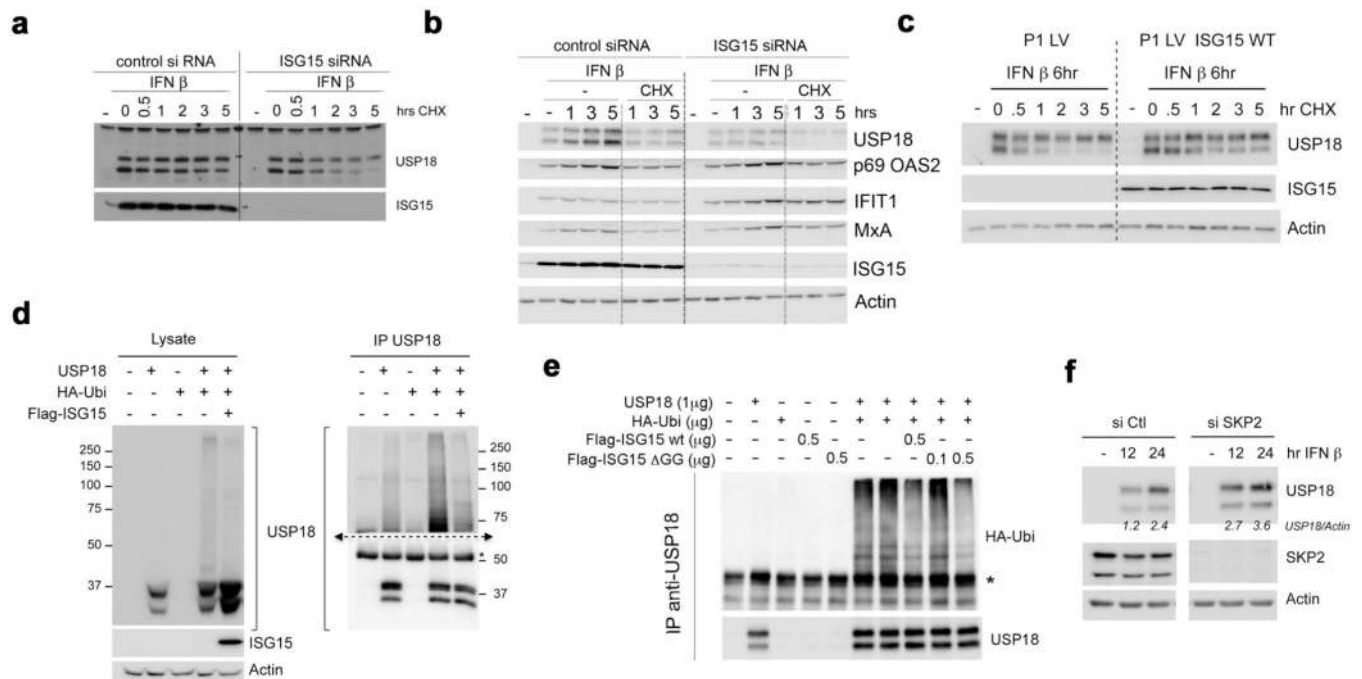 a
control si RNA ISG15 siRNA
IFN β IFN β
- 0 0.5 1 2 3 5 - 0 0.5 1 2 3 5 hrs CHX
USP18
ISG15
b
control siRNA ISG15 siRNA
IFN β IFN β
- CHX - CHX
- - 1 3 5 1 3 5 - - 1 3 5 1 3 5 hrs
USP18
p69 OAS2
IFIT1
MxA
ISG15
Actin
c
P1 LV P1 LV ISG15 WT
IFN β 6hr IFN β 6hr
- 0 .5 1 2 3 5 - 0 .5 1 2 3 5 hr CHX
USP18
ISG15
Actin
d
Lysate IP USP18
USP18 - + - + + - + - + +
HA-Ubi - - + + + - - + + +
Flag-ISG15 - - - - + - - - - +
250
150
100
75
50
37
USP18
250
150
100
75
* 50
37
ISG15
Actin
e
USP18 (1µg) - + - - - + + + + +
HA-Ubi (µg) - - + - - + + + + +
Flag-ISG15 wt (µg) - - - 0.5 - - - 0.5 - -
Flag-ISG15 ΔGG (µg) - - - - 0.5 - - - 0.1 0.5
IP anti-USP18
HA-Ubi
*
USP18
f
si Ctl si SKP2
- 12 24 - 12 24 hr IFN β
USP18
1.2 2.4 2.7 3.6 USP18/Actin
SKP2
Actin